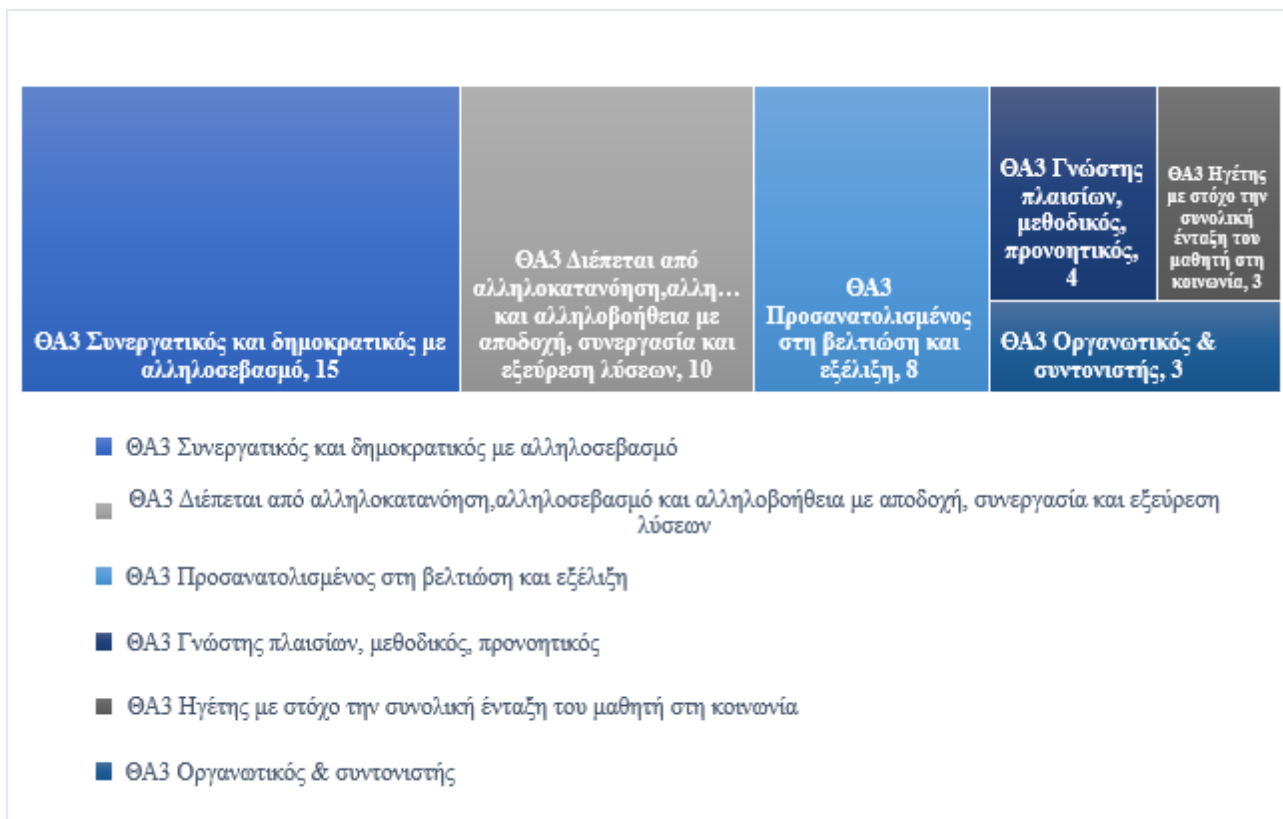 ΘΑ3 Συνεργατικός και δημοκρατικός με
αλληλοσεβασμό, 15
ΘΑ3 Διέπεται από
αλληλοκατανόηση,αλλη…
και αλληλοβοήθεια με
αποδοχή, συνεργασία και
εξεύρεση λύσεων, 10
ΘΑ3
Προσανατολισμένος
στη βελτιώση και
εξέλιξη, 8
ΘΑ3 Γνώστης
πλαισίων,
μεθοδικός,
προνοητικός,
4
ΘΑ3 Ηγέτης
με στόχο την
συνολική
ένταξη του
μαθητή στη
κοινωνία, 3
ΘΑ3 Οργανωτικός &
συντονιστής, 3
ΘΑ3 Συνεργατικός και δημοκρατικός με αλληλοσεβασμό
ΘΑ3 Διέπεται από αλληλοκατανόηση,αλληλοσεβασμό και αλληλοβοήθεια με αποδοχή, συνεργασία και εξεύρεση
λύσεων
ΘΑ3 Προσανατολισμένος στη βελτιώση και εξέλιξη
ΘΑ3 Γνώστης πλαισίων, μεθοδικός, προνοητικός
ΘΑ3 Ηγέτης με στόχο την συνολική ένταξη του μαθητή στη κοινωνία
ΘΑ3 Οργανωτικός & συντονιστής